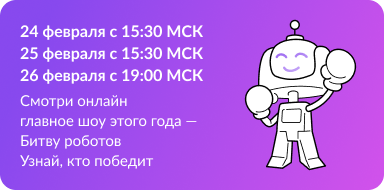 24 февраля с 15:30 МСК
25 февраля с 15:30 МСК
26 февраля с 19:00 МСК
Смотри онлайн
главное шоу этого года —
Битву роботов
Узнай, кто победит